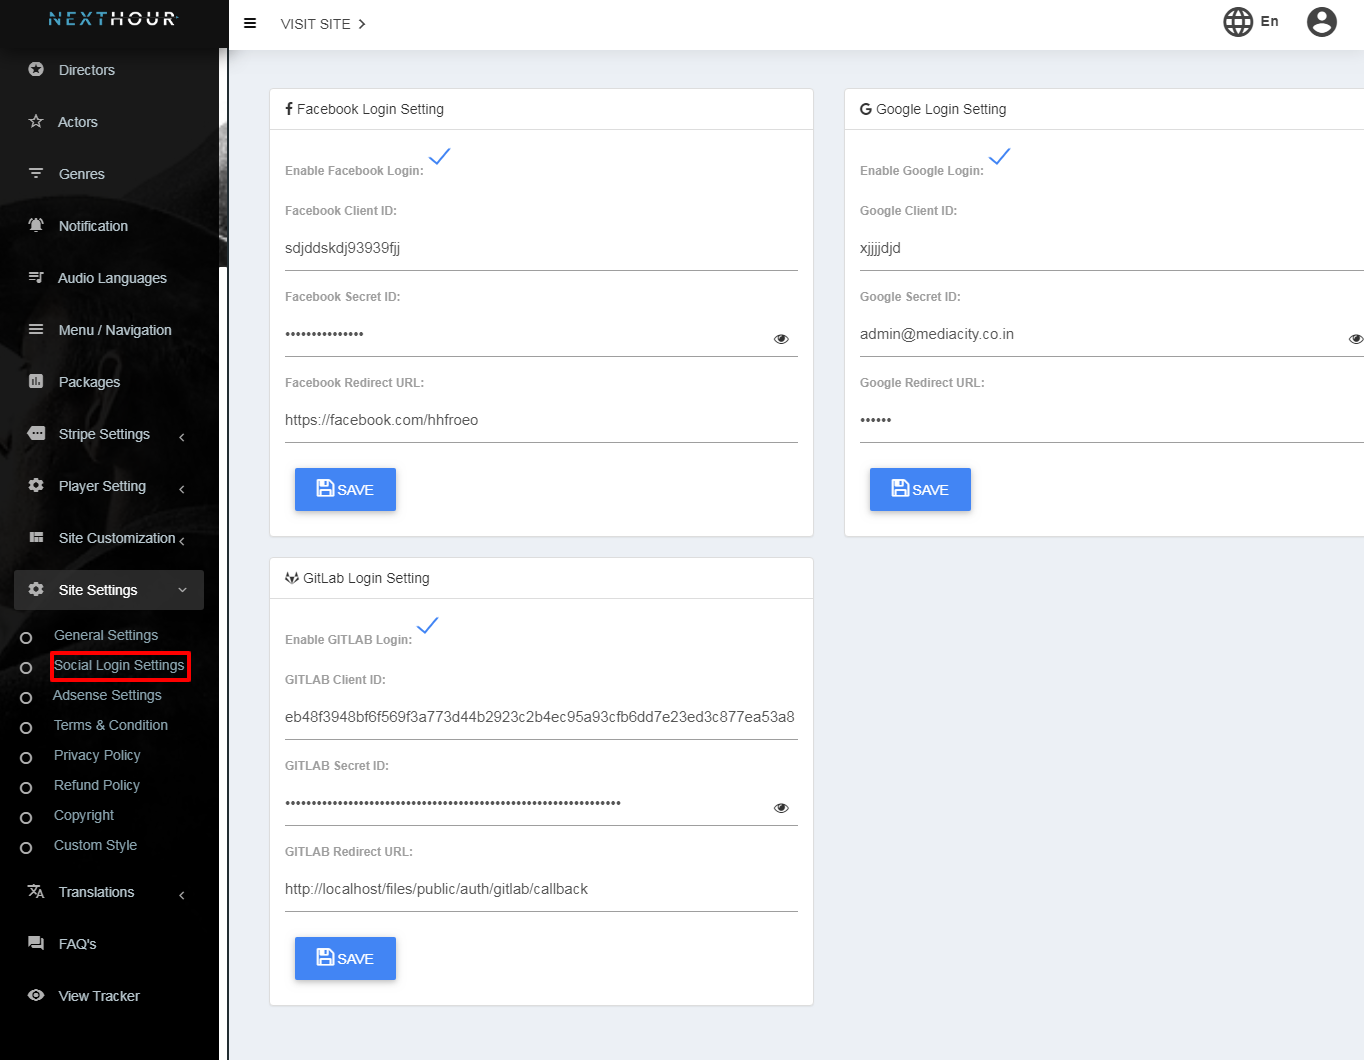 NEXTHOUR
VISIT SITE
En
Directors
Actors
Genres
Notification
Audio Languages
Menu / Navigation
Packages
Stripe Settings
Player Setting
Site Customization
Site Settings
General Settings
Social Login Settings
Adsense Settings
Terms & Condition
Privacy Policy
Refund Policy
Copyright
Custom Style
Translations
FAQ's
View Tracker
Facebook Login Setting
Enable Facebook Login:
Facebook Client ID:
sdjddskdj93939fjj
Facebook Secret ID:
•••••••••••••••
Facebook Redirect URL:
https://facebook.com/hhfroeo
SAVE
Google Login Setting
Enable Google Login:
Google Client ID:
xjjjjdjd
Google Secret ID:
admin@mediacity.co.in
Google Redirect URL:
••••••
SAVE
GitLab Login Setting
Enable GITLAB Login:
GITLAB Client ID:
eb48f3948bf6f569f3a773d44b2923c2b4ec95a93cfb6dd7e23ed3c877ea53a8
GITLAB Secret ID:
••••••••••••••••••••••••••••••••••••••••••••••••••••••••••••••••
GITLAB Redirect URL:
http://localhost/files/public/auth/gitlab/callback
SAVE